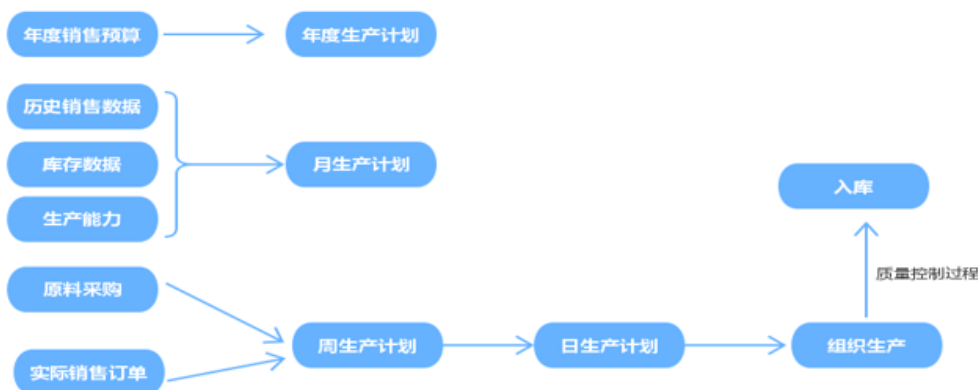 年度销售预算
年度生产计划
历史销售数据
库存数据
月生产计划
生产能力
入库
质量控制过程
原料采购
周生产计划
日生产计划
组织生产
实际销售订单